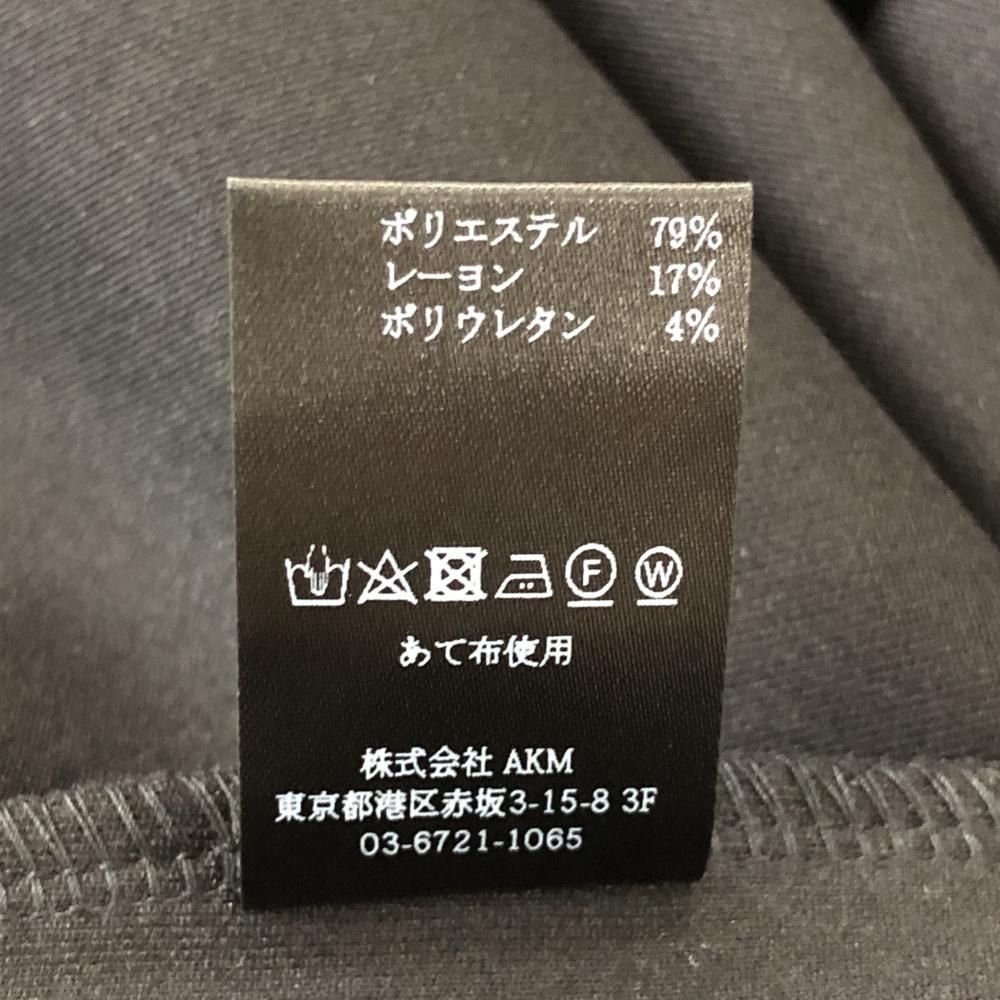 ポリエステル 79%
レーヨン 17%
ポリウレタン 4%
F W
あて布使用
株式会社 AKM
東京都港区赤坂3-15-8 3F
03-6721-1065